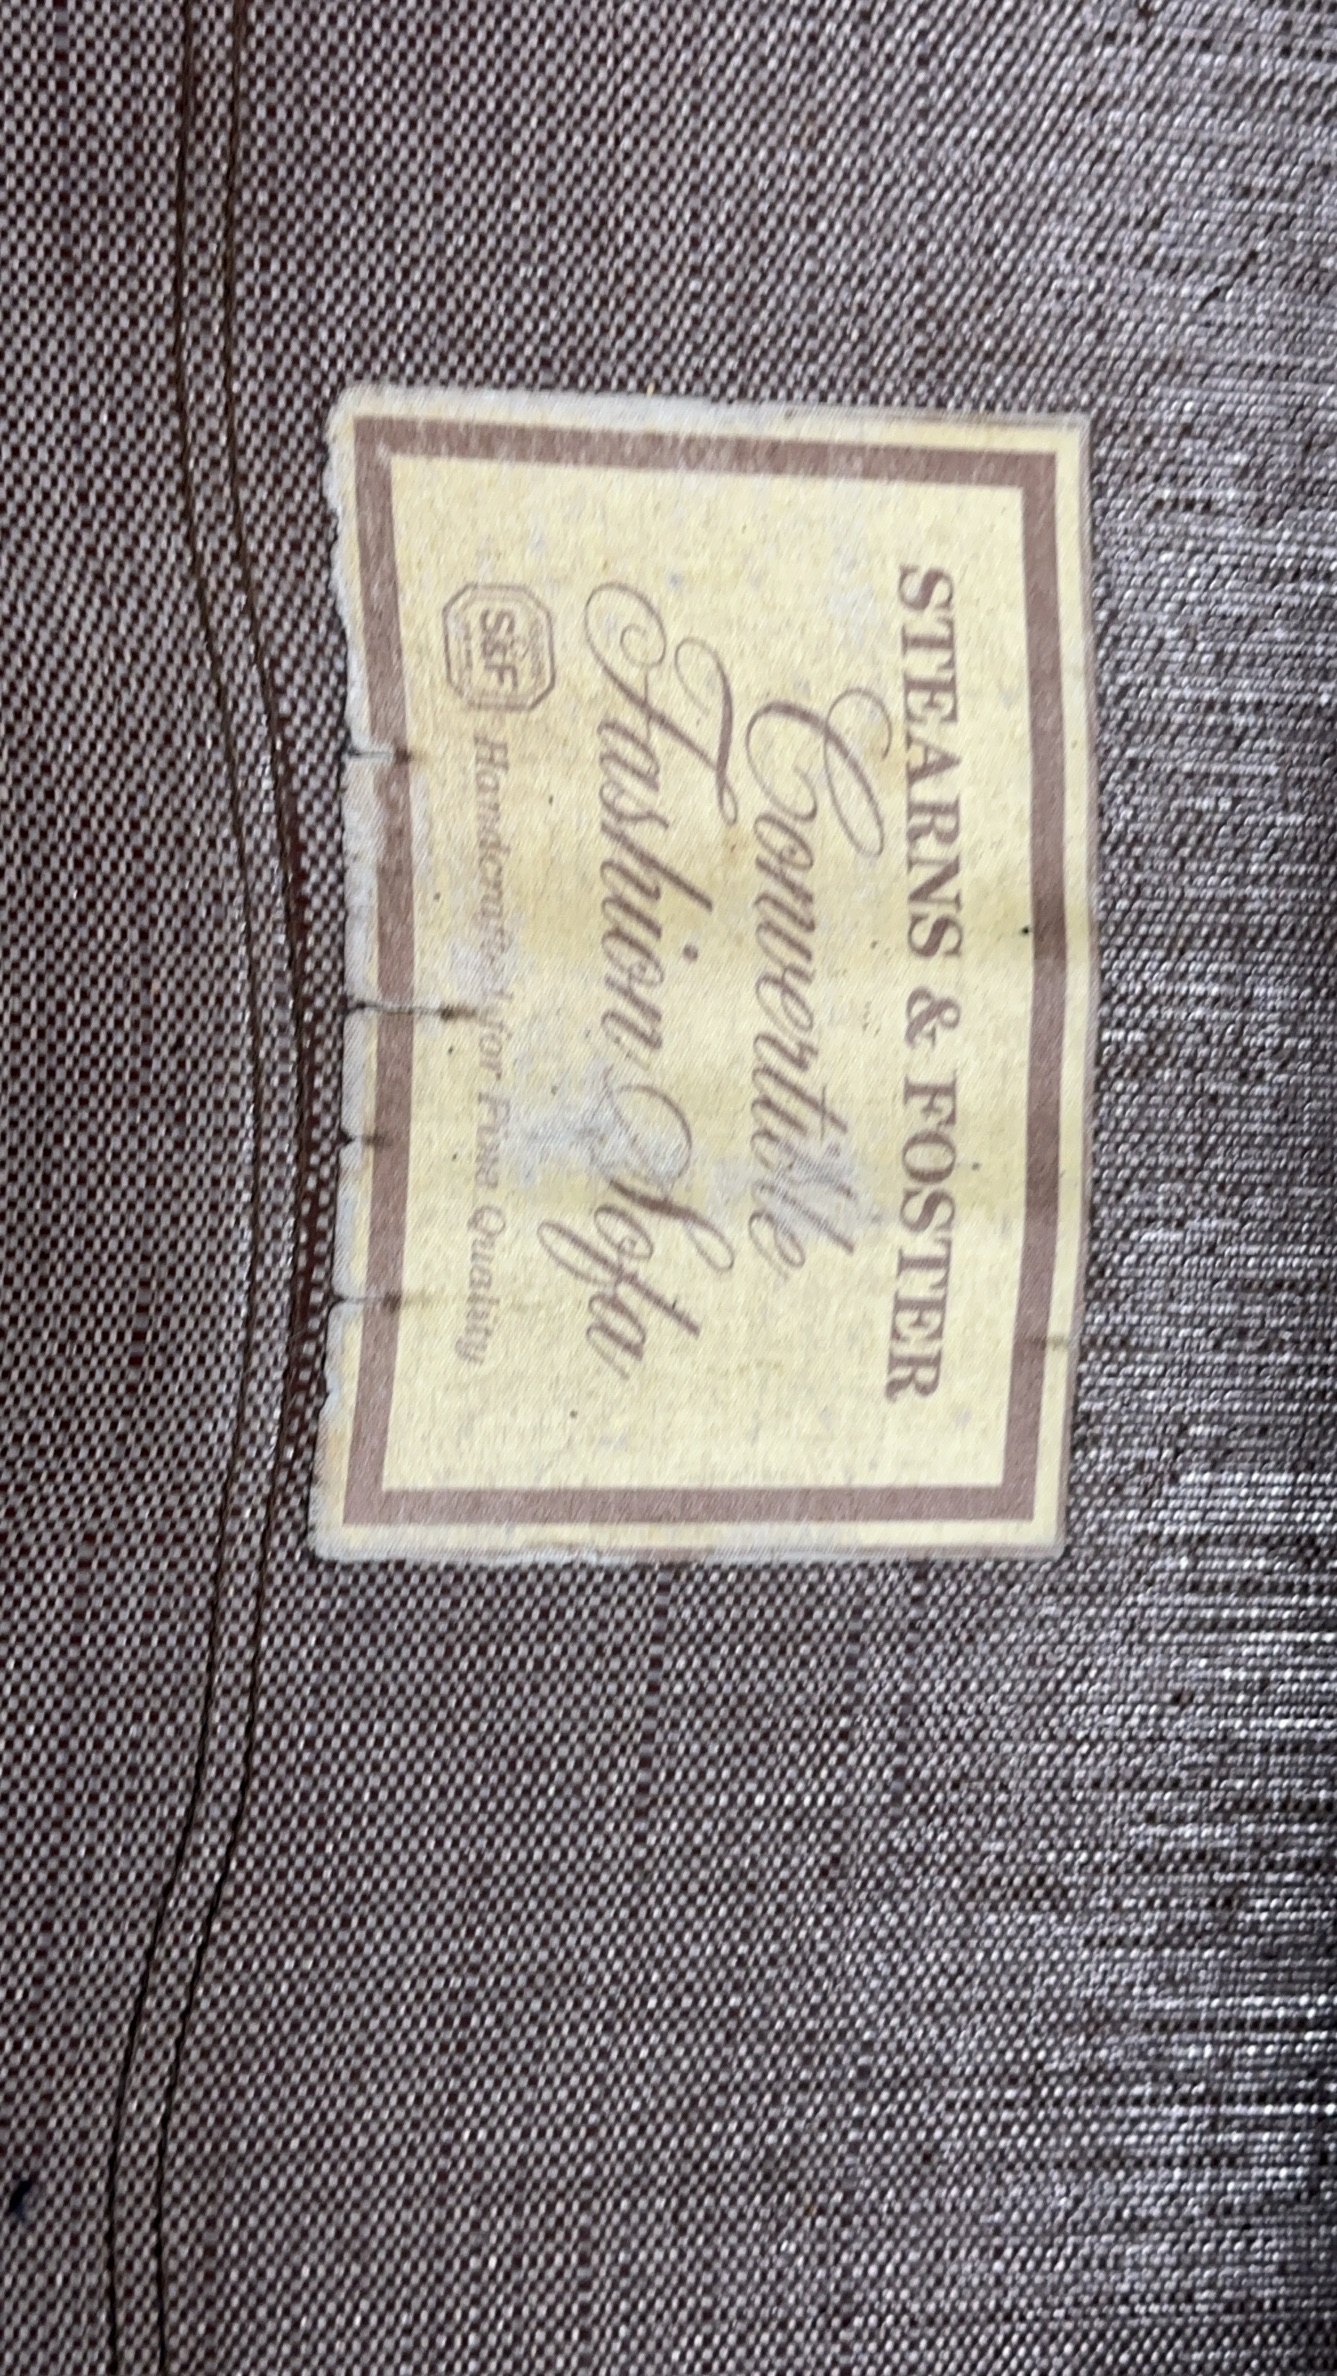 STEARNS & FOSTER
Convertible
Fashion Sofa
S&F Handcrafted for Fine Quality